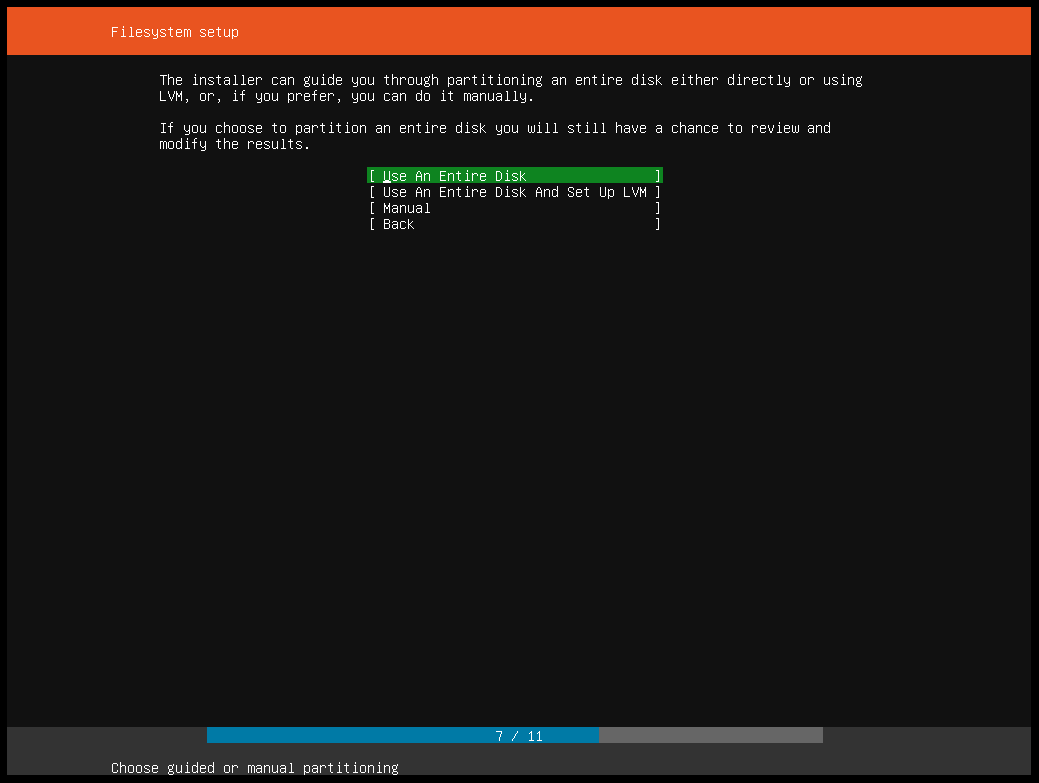 Filesystem setup
The installer can guide you through partitioning an entire disk either directly or using
LVM, or, if you prefer, you can do it manually.
If you choose to partition an entire disk you will still have a chance to review and
modify the results.
[ Use An Entire Disk ]
[ Use An Entire Disk And Set Up LVM ]
[ Manual ]
[ Back ]
7 / 11
Choose guided or manual partitioning